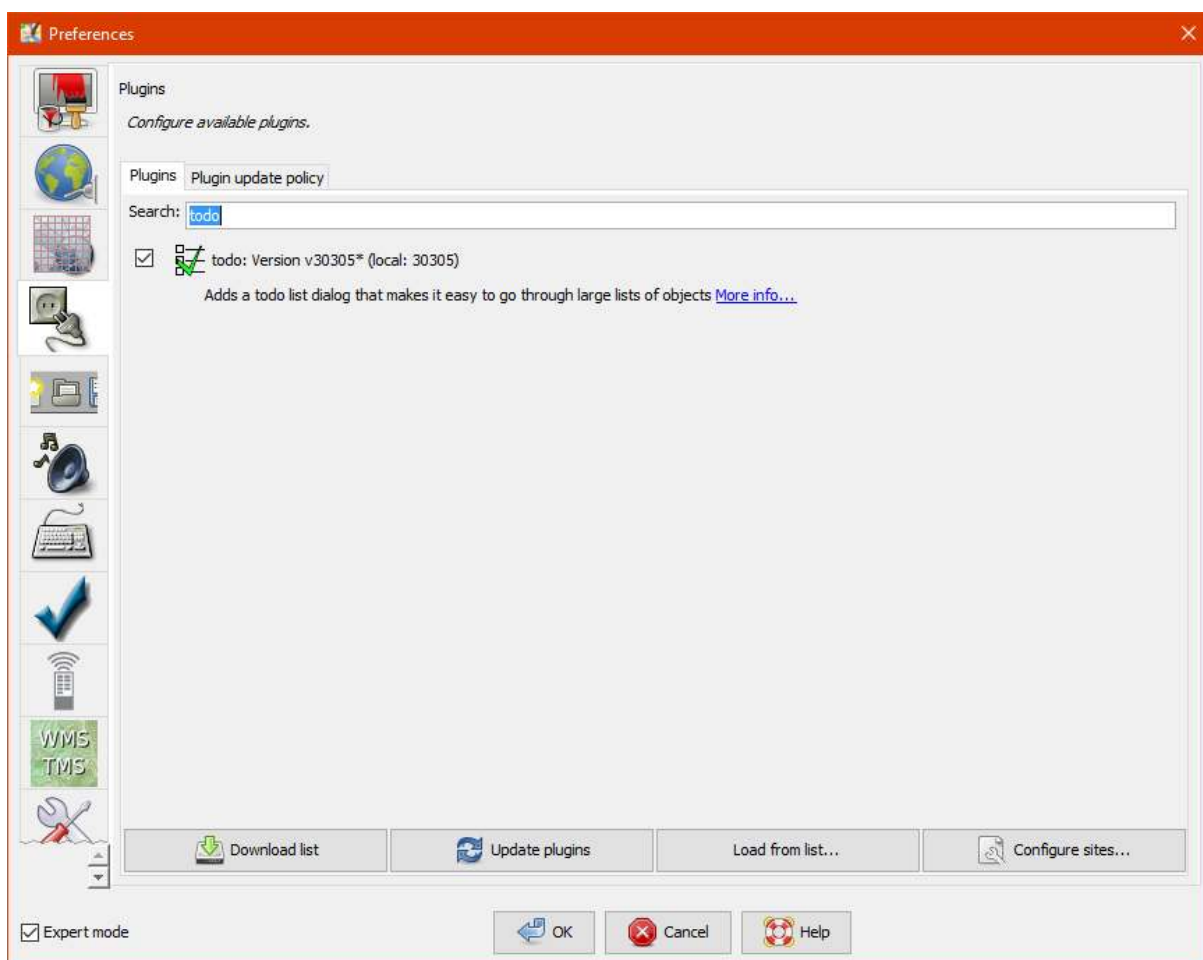 Preferences
Plugins
Configure available plugins.
Plugins Plugin update policy
Search: todo
todo: Version v30305* (local: 30305)
Adds a todo list dialog that makes it easy to go through large lists of objects More info...
WMS
TMS
Download list Update plugins Load from list... Configure sites...
Expert mode OK Cancel Help